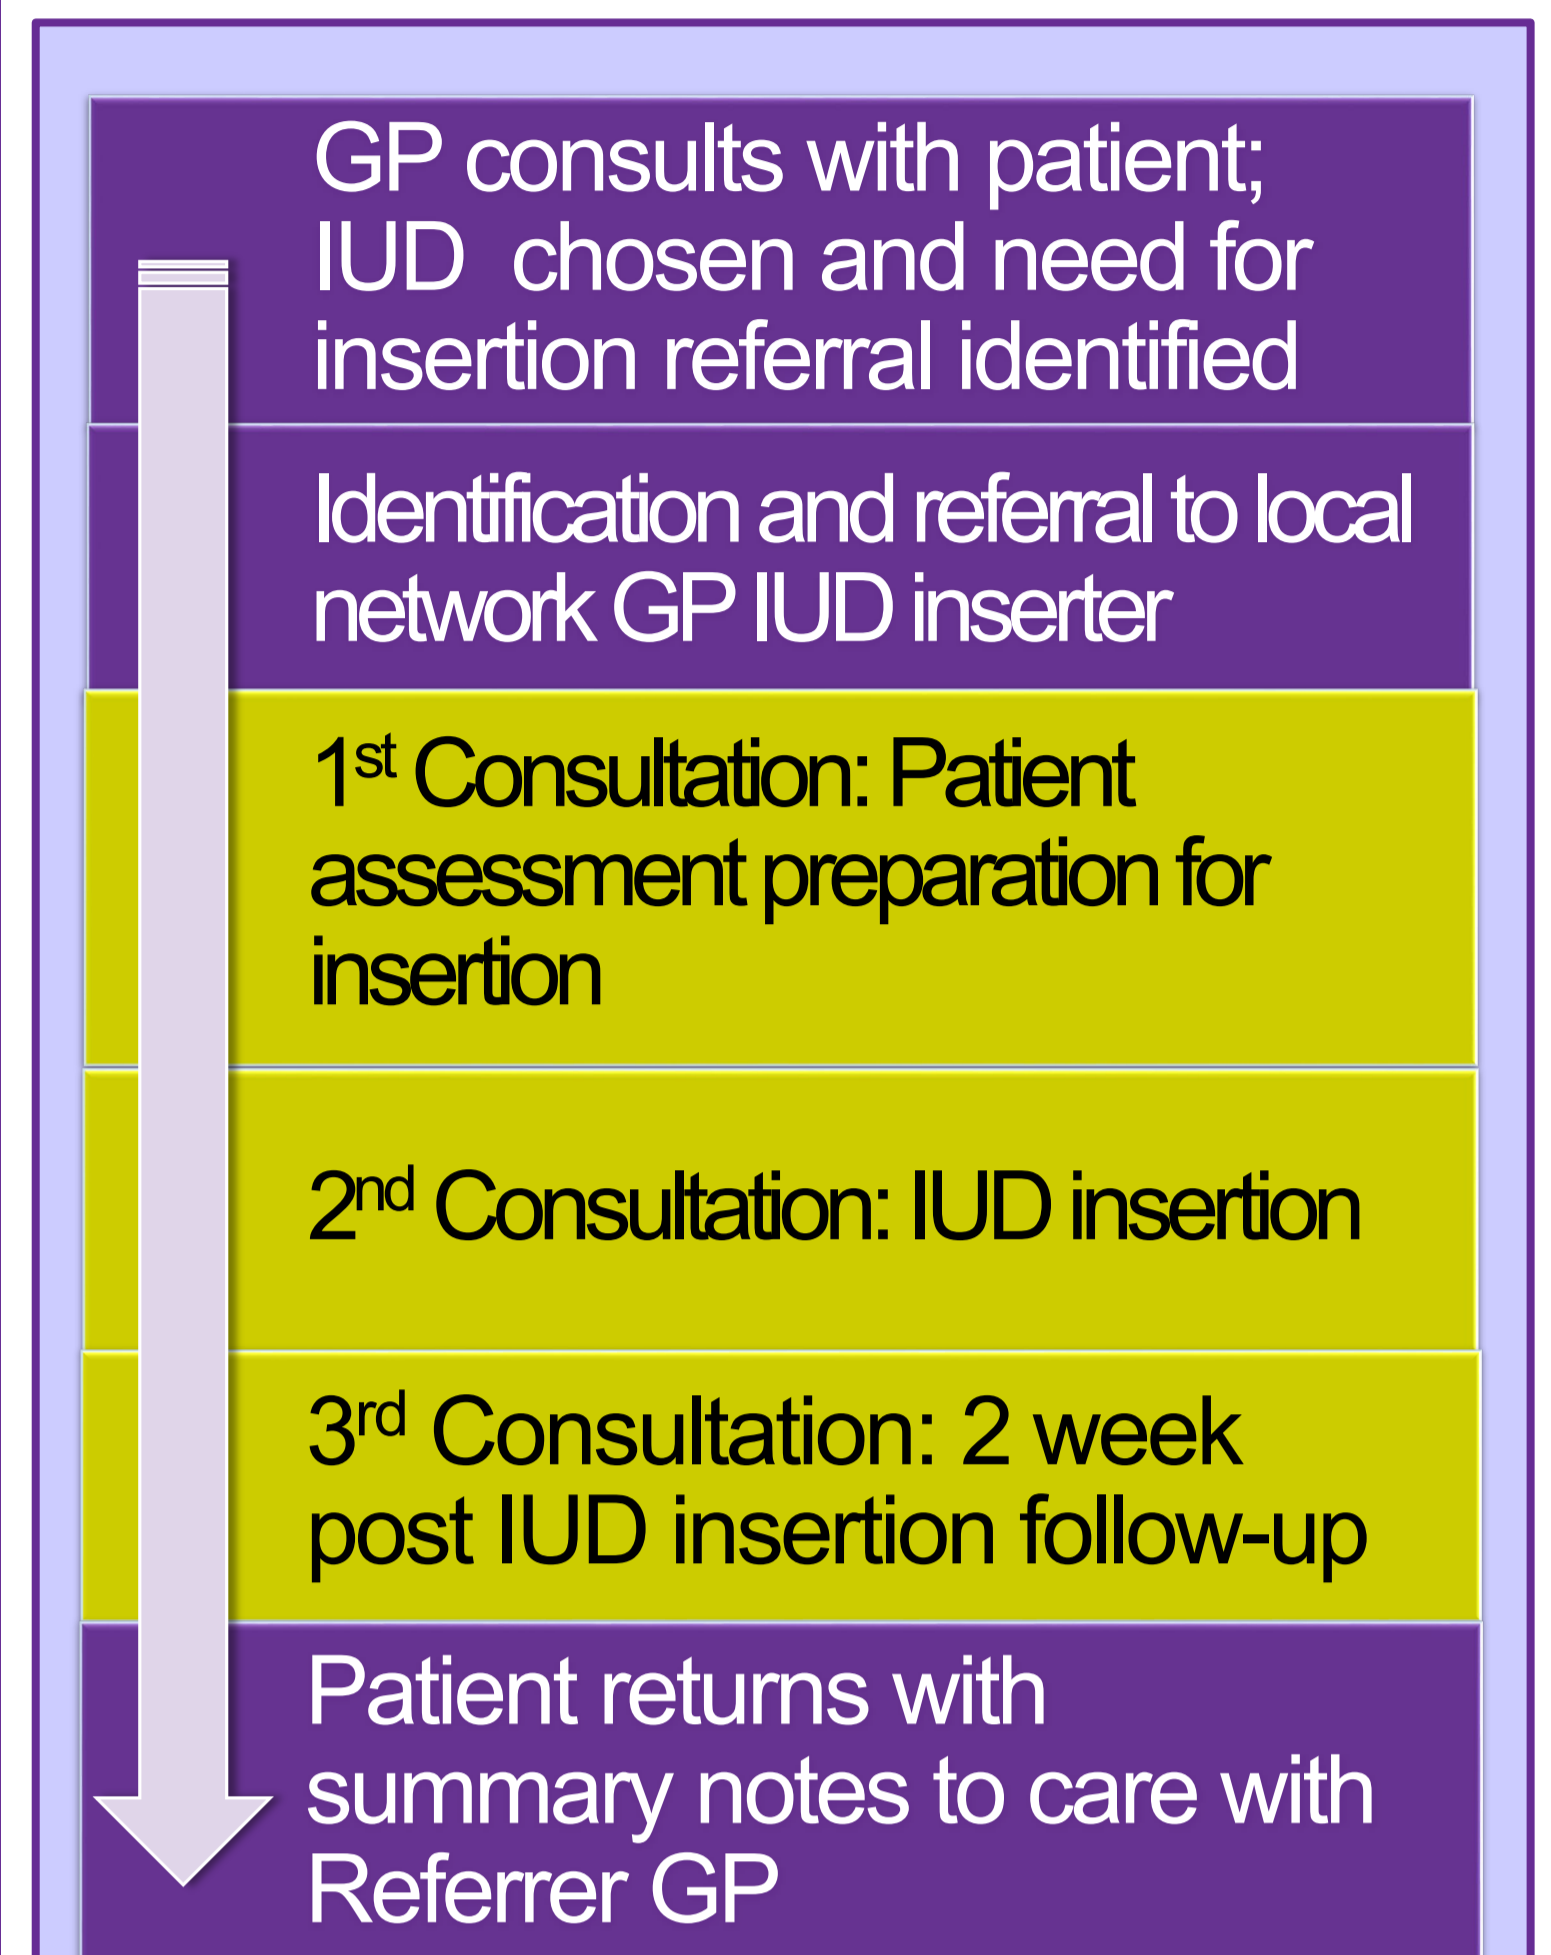 GP consults with patient;
IUD  chosen and need for
insertion referral identified
Identification and referral to local
network GP IUD inserter
1st Consultation: Patient
assessment preparation for
insertion
2nd Consultation: IUD insertion
3rd Consultation: 2 week
post IUD insertion follow-up
Patient returns with
summary notes to care with
Referrer GP